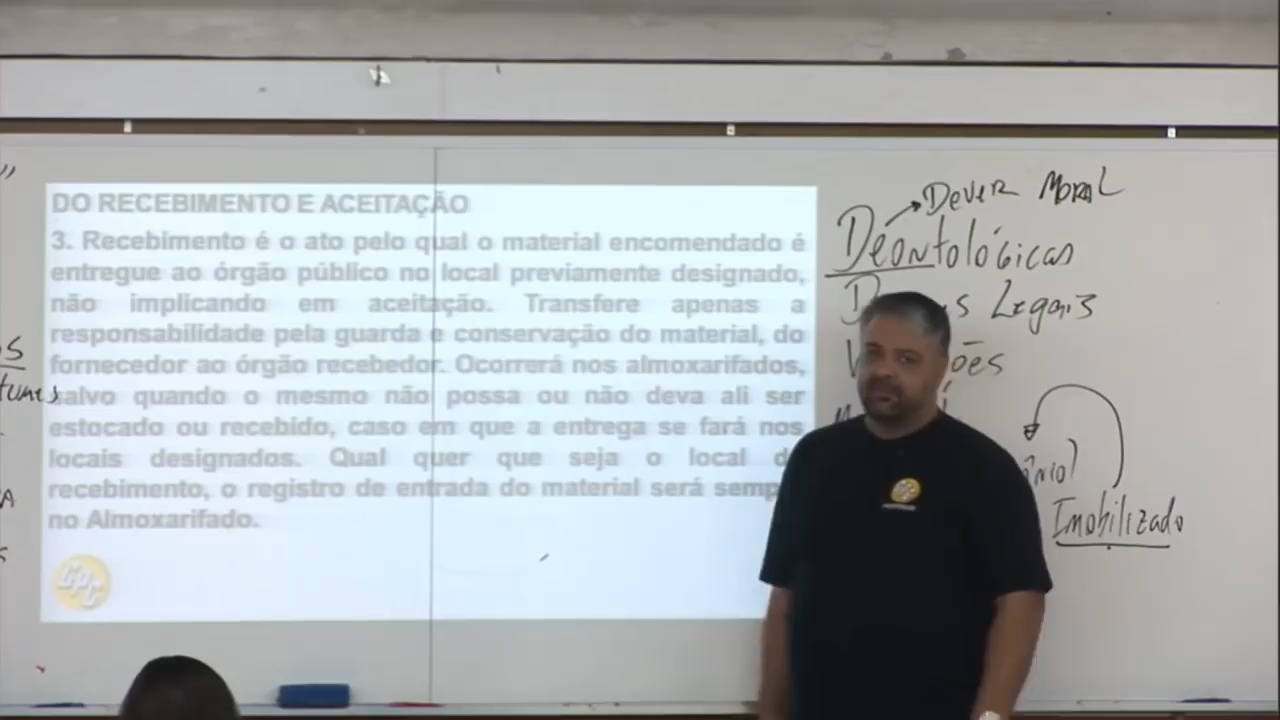 DO RECEBIMENTO E ACEITAÇÃO
3. Recebimento é o ato pelo qual o material encomendado é
entregue ao órgão público no local previamente designado,
não implicando em aceitação. Transfere apenas a
responsabilidade pela guarda e conservação do material, do
fornecedor ao órgão recebedor. Ocorrerá nos almoxarifados,
salvo quando o mesmo não possa ou não deva ali ser
estocado ou recebido, caso em que a entrega se fará nos
locais designados. Qual quer que seja o local
recebimento, o registro de entrada do material será
no Almoxarifado.
DEVER MORAL
Deontológicas
Legais
Imobilizado